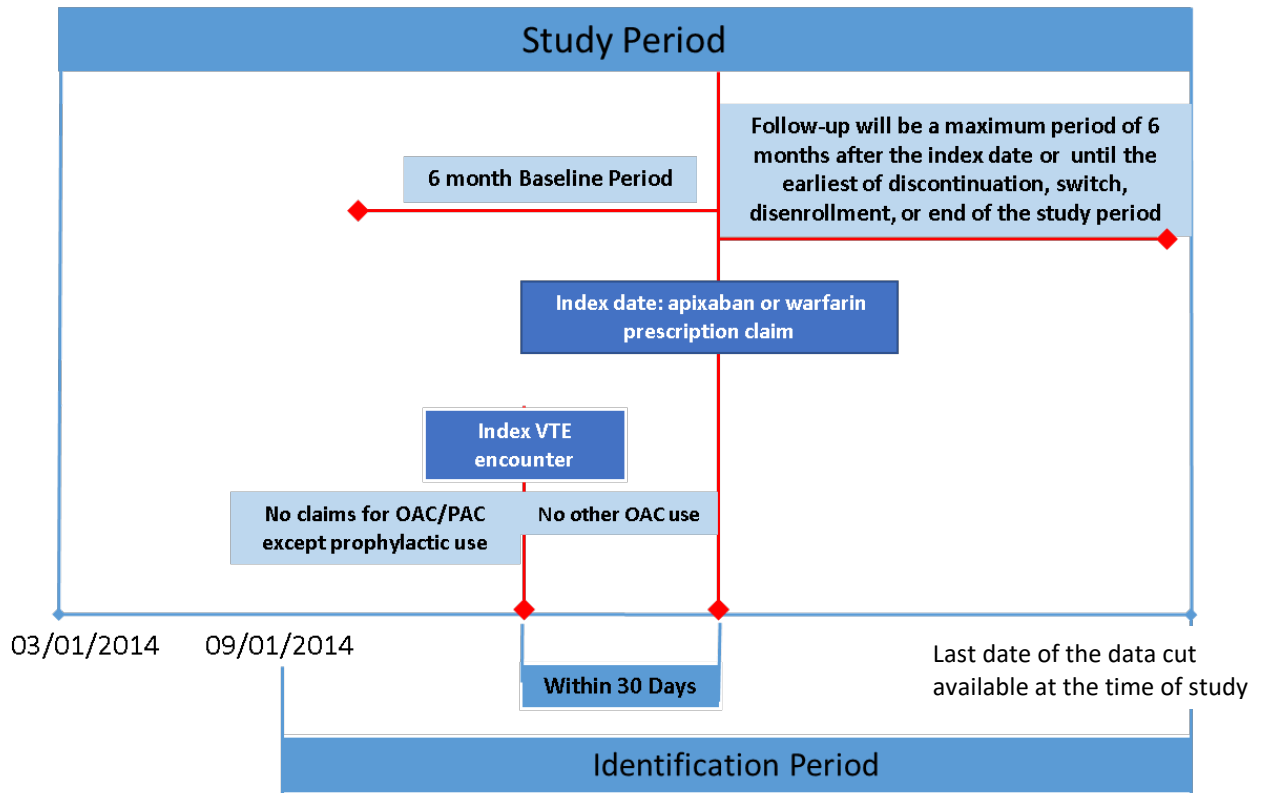 Study Period
Follow-up will be a maximum period of 6
months after the index date or until the
earliest of discontinuation, switch,
disenrollment, or end of the study period
6 month Baseline Period
Index date: apixaban or warfarin
prescription claim
Index VTE
encounter
No claims for OAC/PAC
except prophylactic use
No other OAC use
03/01/2014
09/01/2014
Last date of the data cut
available at the time of study
Within 30 Days
Identification Period